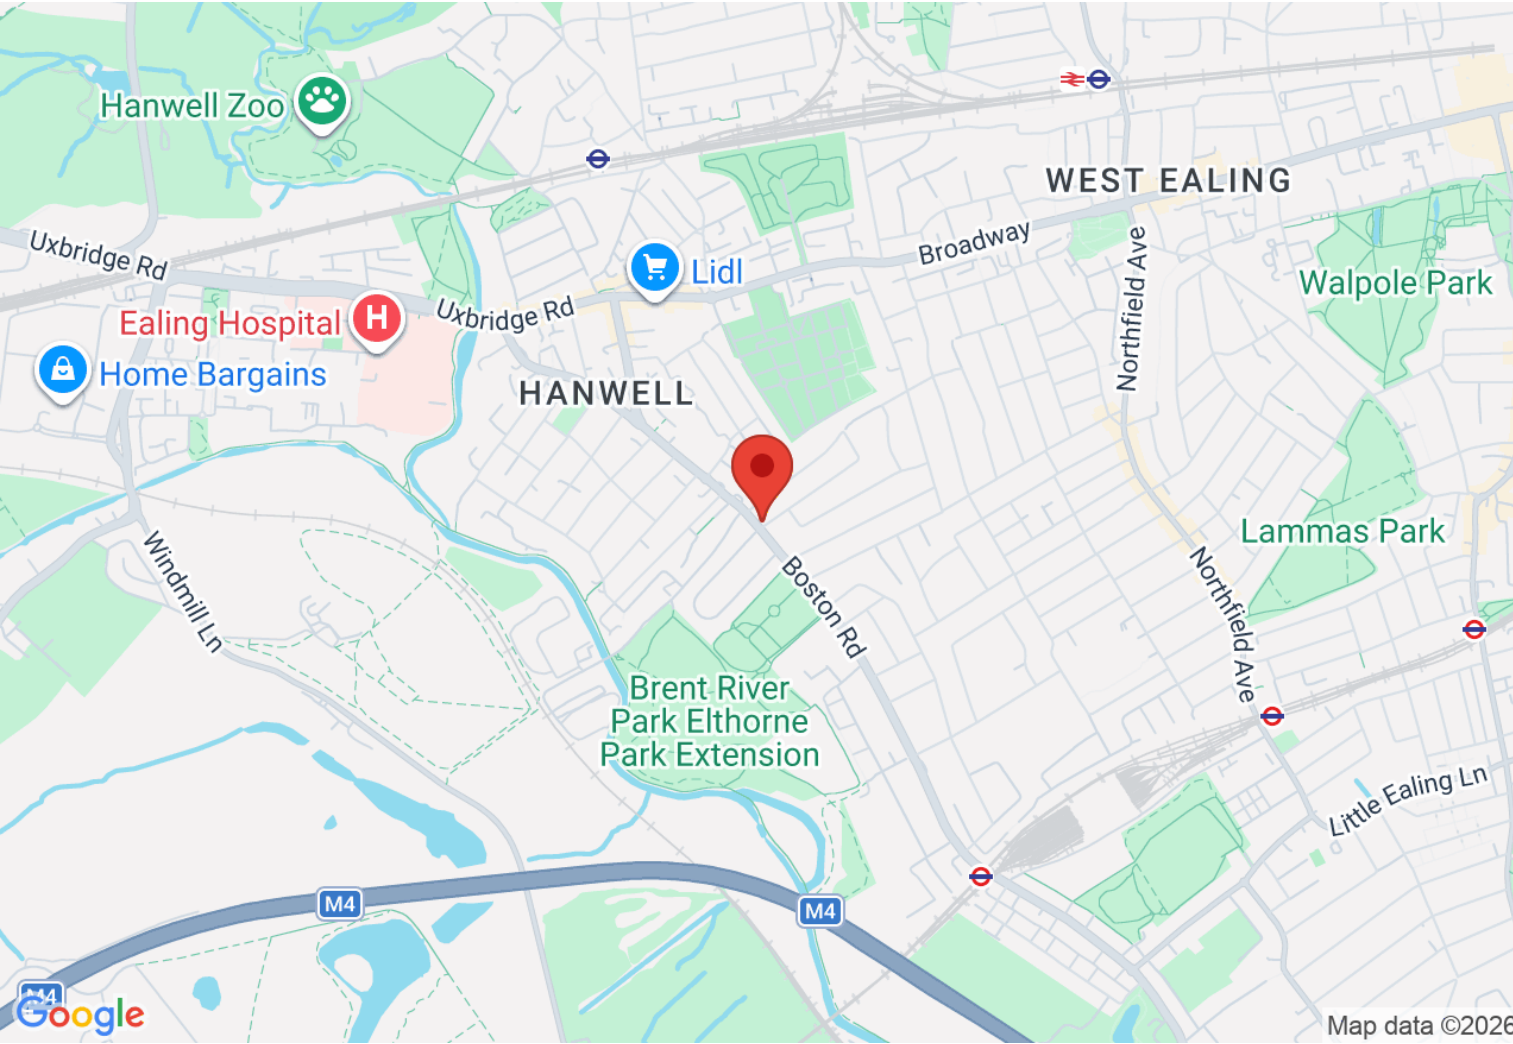 Hanwell Zoo
WEST EALING
Uxbridge Rd
Broadway
Lidl
Walpole Park
Northfield Ave
Ealing Hospital
H
Uxbridge Rd
Home Bargains
HANWELL
Lammas Park
Windmill Ln
Boston Rd
Northfield Ave
Brent River
Park Elthorne
Park Extension
Little Ealing Ln
M4
M4
M4
Google
Map data ©2026